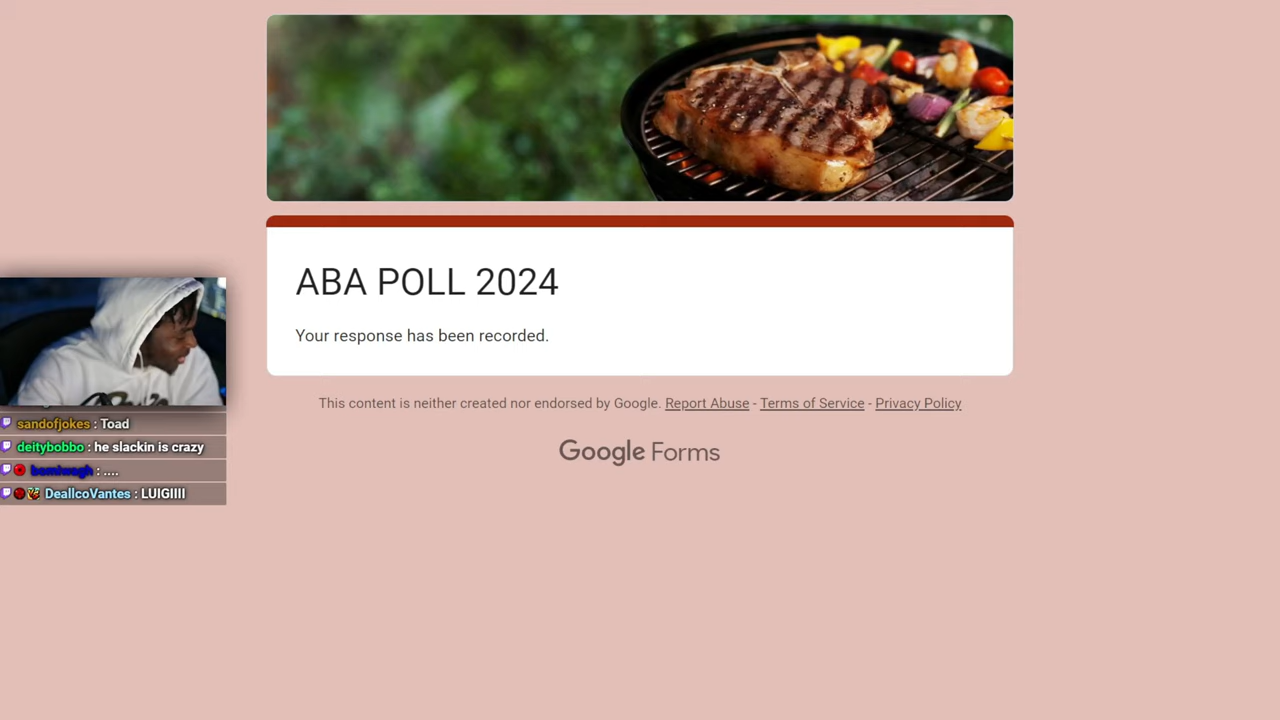 ABA POLL 2024
Your response has been recorded.
This content is neither created nor endorsed by Google. Report Abuse - Terms of Service - Privacy Policy
Google Forms
sandofjokes : Toad
deitybobbo : he slackin is crazy
: ....
DeallcoVantes : LUIGIIII